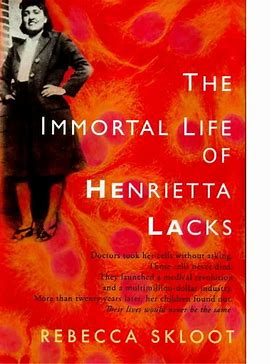 THE
IMMORTAL LIFE
OF
HENRIETTA
LACKS
Doctors took her cells without asking.
Those cells never died.
They launched a medical revolution
and a multimillion-dollar industry.
More than twenty years later, her children found out.
Their lives would never be the same
REBECCA SKLOOT